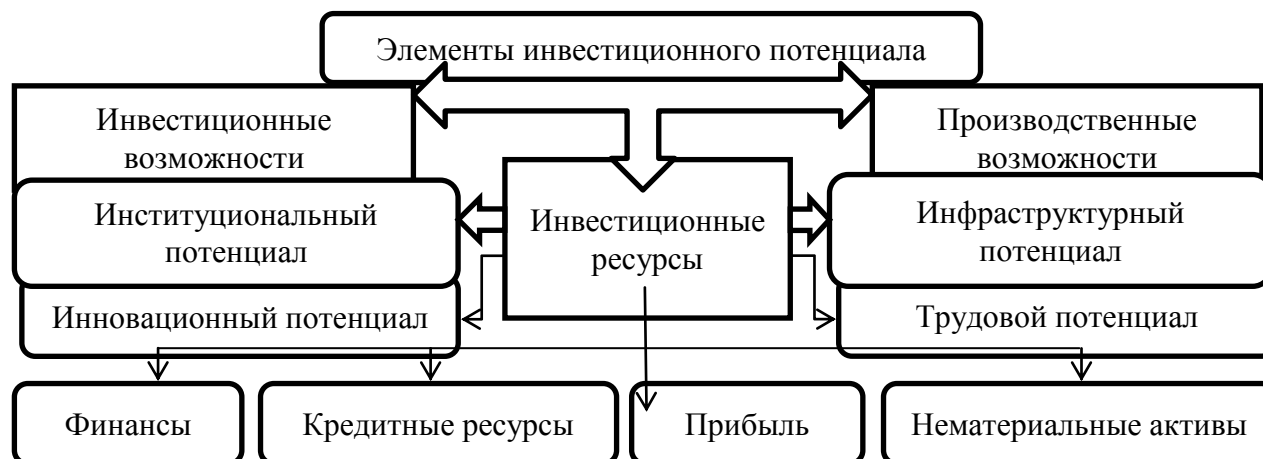 Элементы инвестиционного потенциала
Инвестиционные
возможности
Производственные
возможности
Институциональный
потенциал
Инвестиционные
ресурсы
Инфраструктурный
потенциал
Инновационный потенциал
Трудовой потенциал
Финансы
Кредитные ресурсы
Прибыль
Нематериальные активы